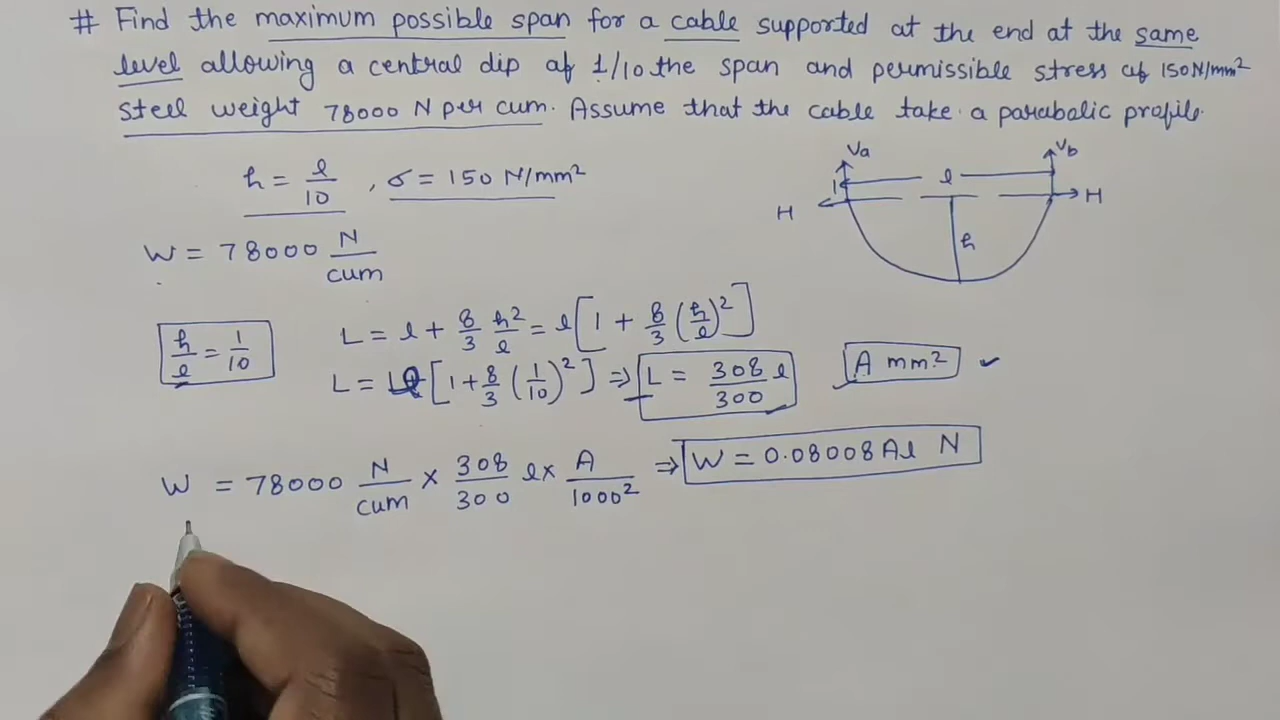 # Find the maximum possible span for a cable supported at the end at the same
level allowing a central dip of 1/10 the span and permissible stress of 150 N/mm²
steel weight 78000 N per cum. Assume that the cable take a parabolic profile.
h = l/10 , σ = 150 N/mm²
Va Vb
l
H H
h
W = 78000 N/cum
h/l = 1/10
L = l + 8/3 h²/l = l [1 + 8/3 (h/l)²]
L = l [1 + 8/3 (1/10)²] ⇒ L = 308/300 l
A mm² ✓
W = 78000 N/cum × 308/300 l × A/1000² ⇒ W = 0.08008 Al N